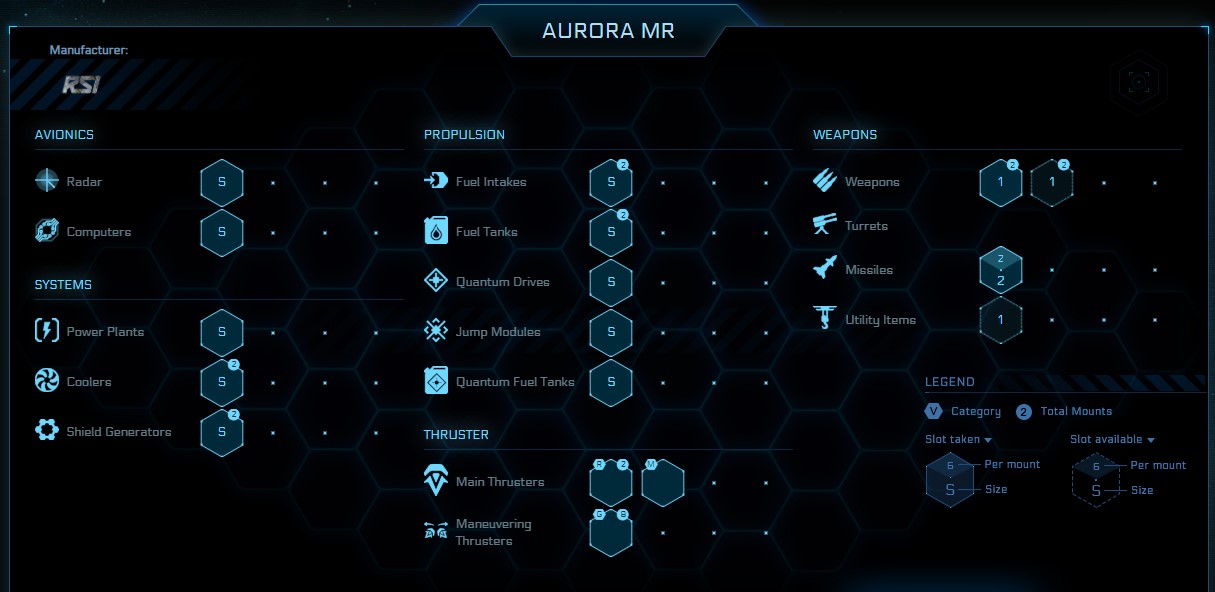 AURORA MR
Manufacturer:
RSI
AVIONICS
Radar S
Computers S
SYSTEMS
Power Plants S
Coolers S 2
Shield Generators S 2
PROPULSION
Fuel Intakes S 2
Fuel Tanks S 2
Quantum Drives S
Jump Modules S
Quantum Fuel Tanks S
THRUSTER
Main Thrusters R 2 M
Maneuvering
Thrusters G 8
WEAPONS
Weapons 1 2 1 2
Turrets
Missiles 2
2
Utility Items 1
LEGEND
V Category 2 Total Mounts
Slot taken Slot available
6 Per mount 6 Per mount
S Size S Size